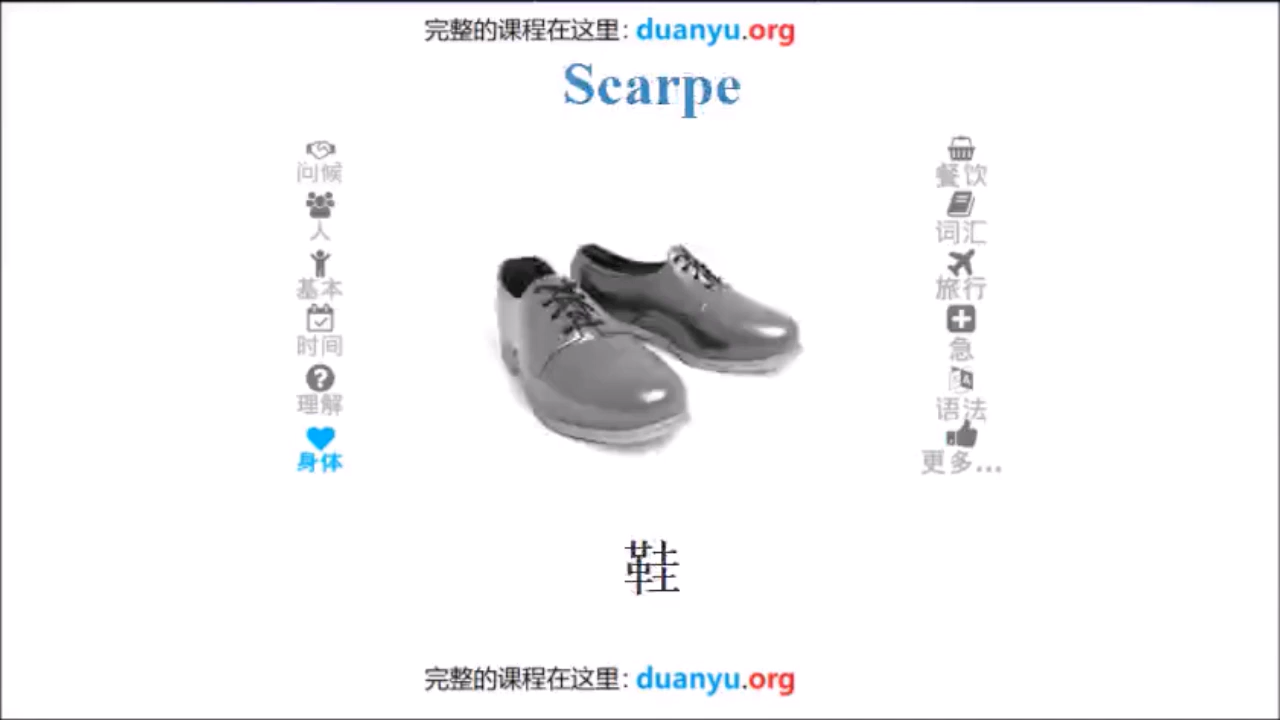 完整的课程在这里: duanyu.org
Scarpe
问候
人
基本
时间
理解
身体
餐饮
词汇
旅行
急
语法
更多...
鞋
完整的课程在这里: duanyu.org